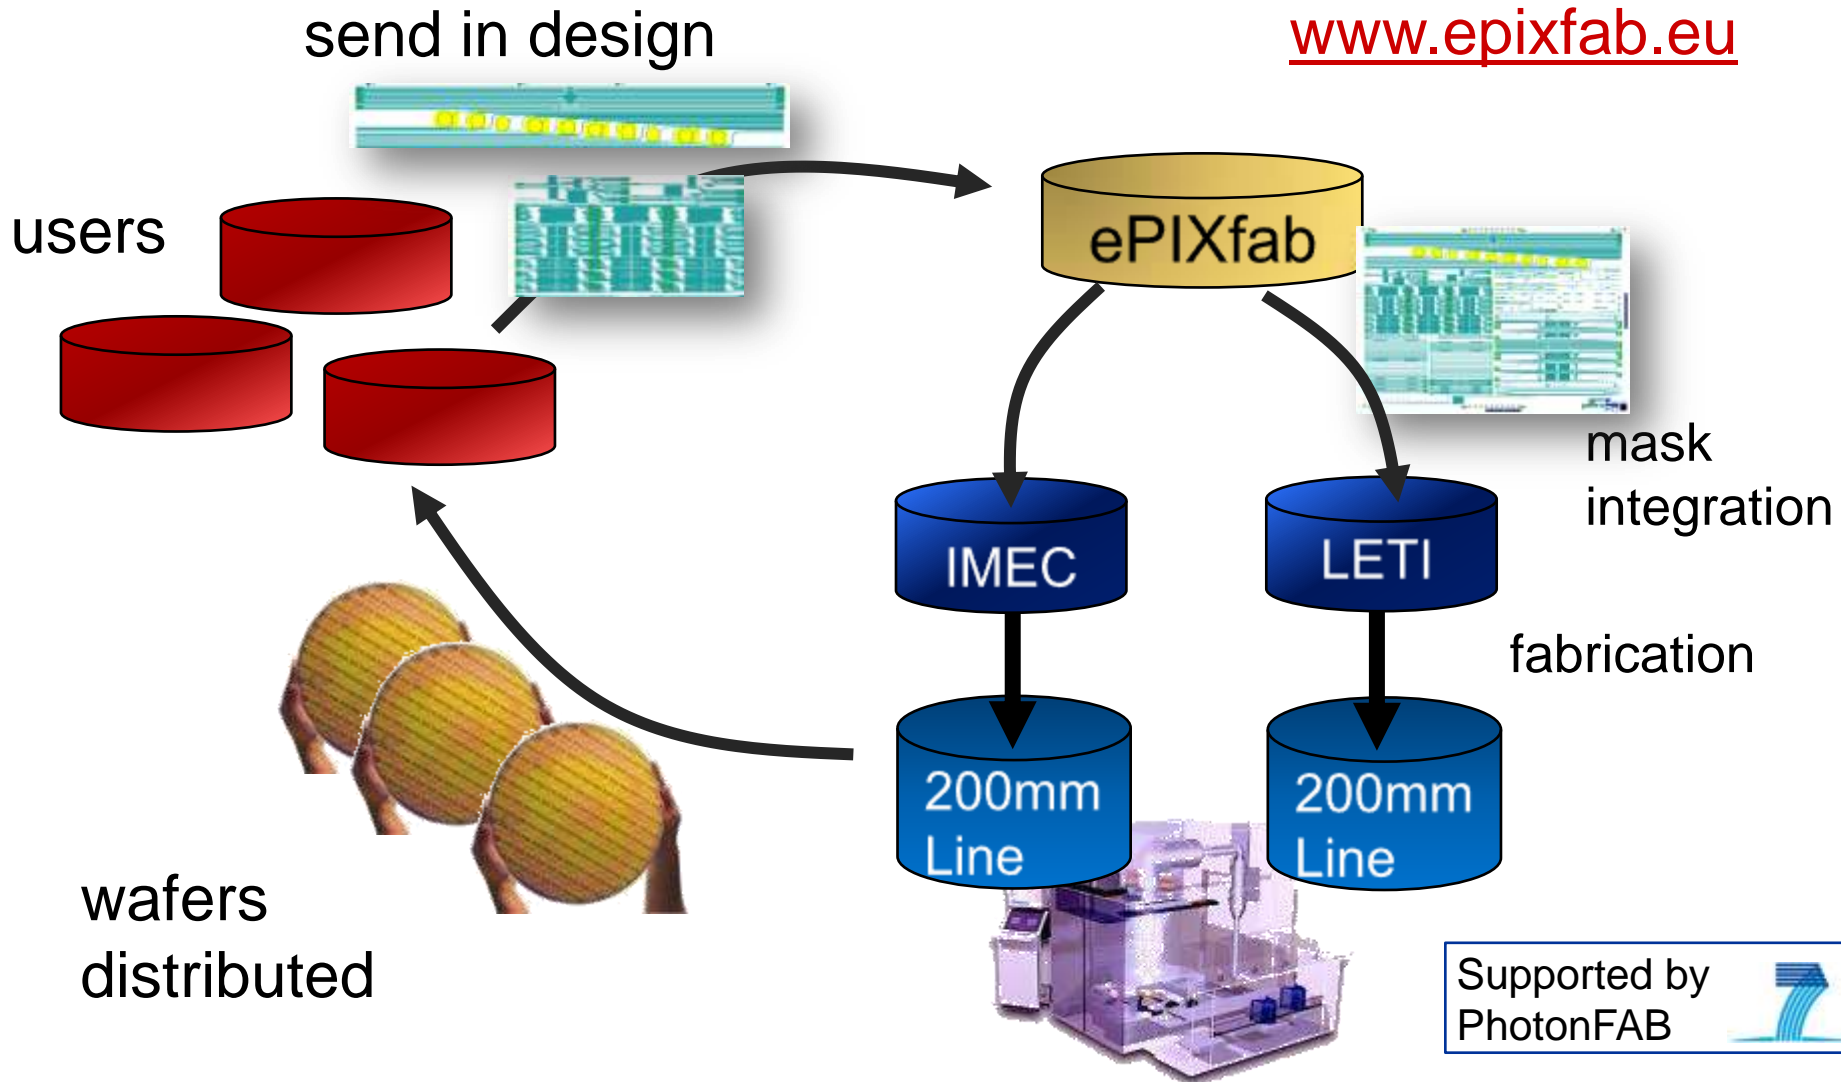 send in design
www.epixfab.eu
users
ePIXfab
mask
integration
IMEC
LETI
fabrication
200mm
Line
200mm
Line
wafers
distributed
Supported by
PhotonFAB